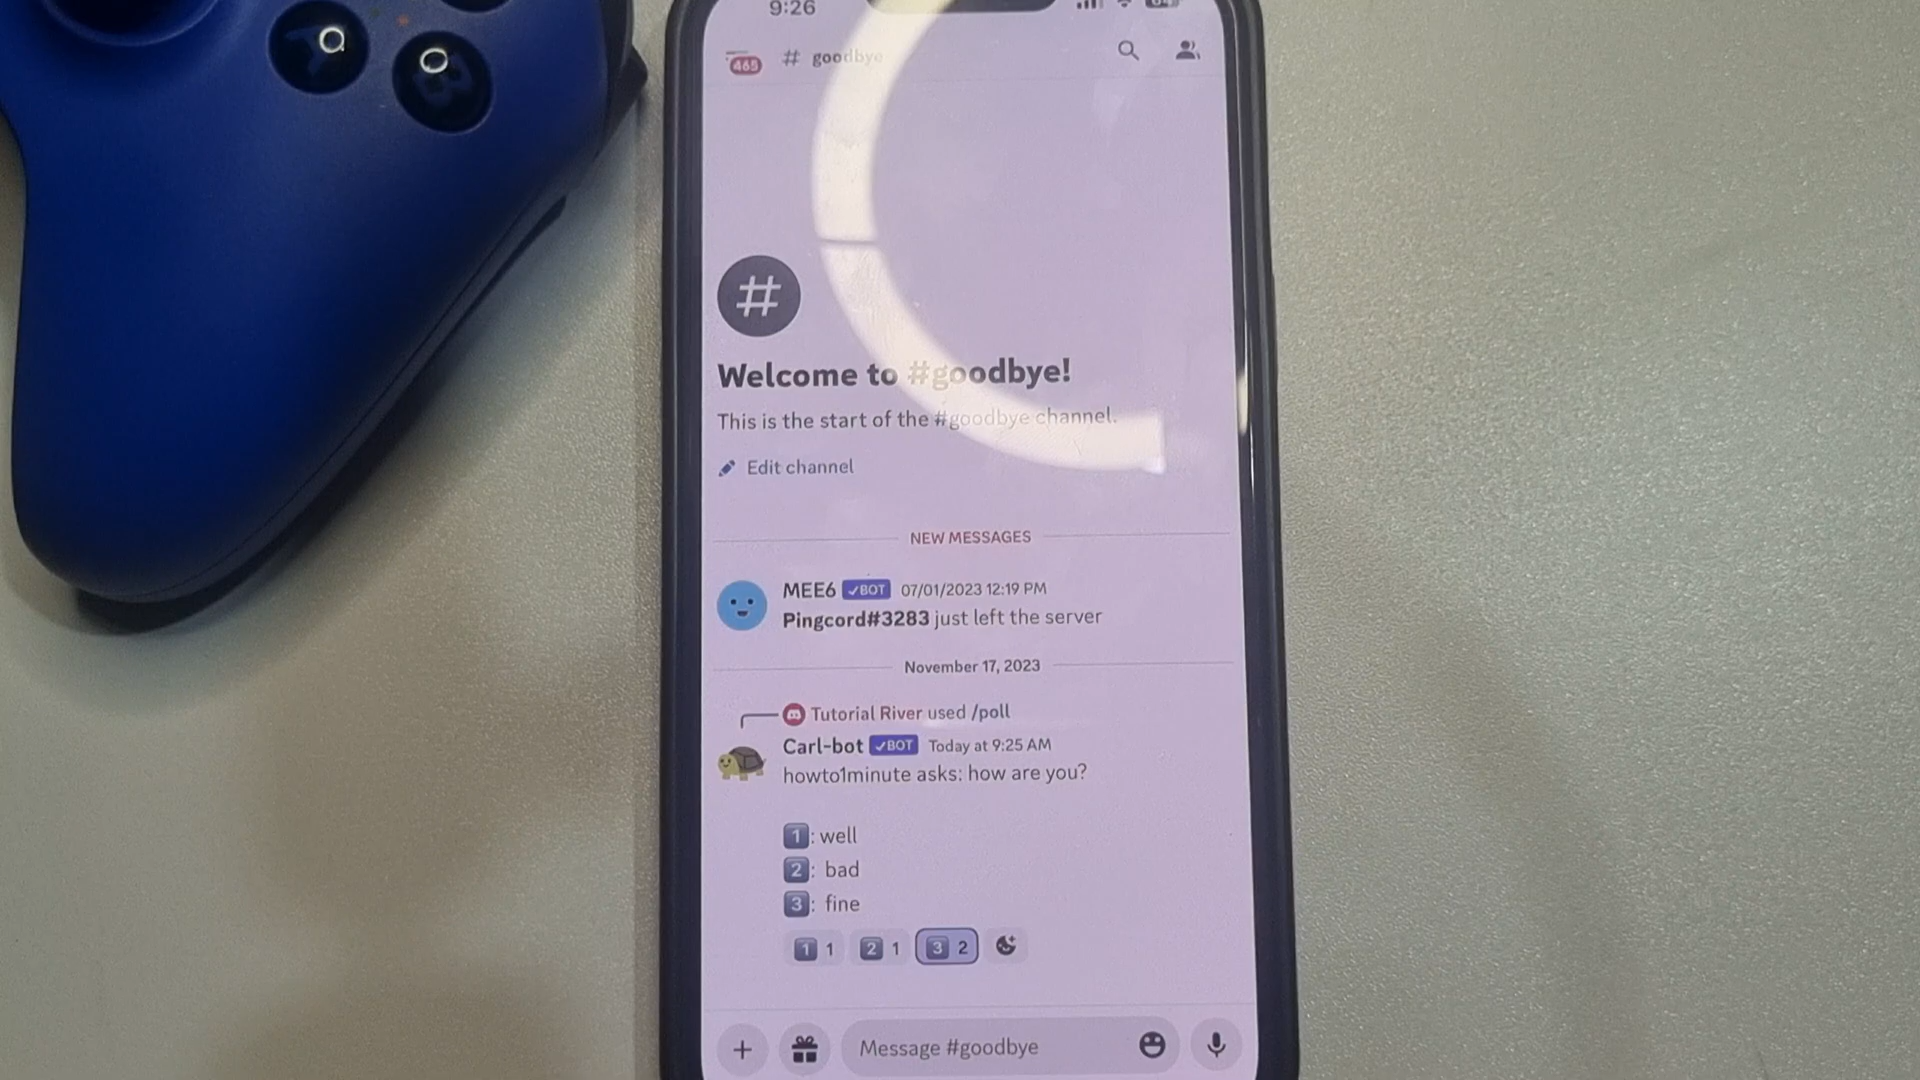 9:26
465 # goodbye
#
Welcome to #goodbye!
This is the start of the #goodbye channel.
Edit channel
NEW MESSAGES
MEE6 ✓BOT 07/01/2023 12:19 PM
Pingcord#3283 just left the server
November 17, 2023
Tutorial River used /poll
Carl-bot ✓BOT Today at 9:25 AM
howto1minute asks: how are you?
1: well
2: bad
3: fine
1 1 2 1 3 2
Message #goodbye